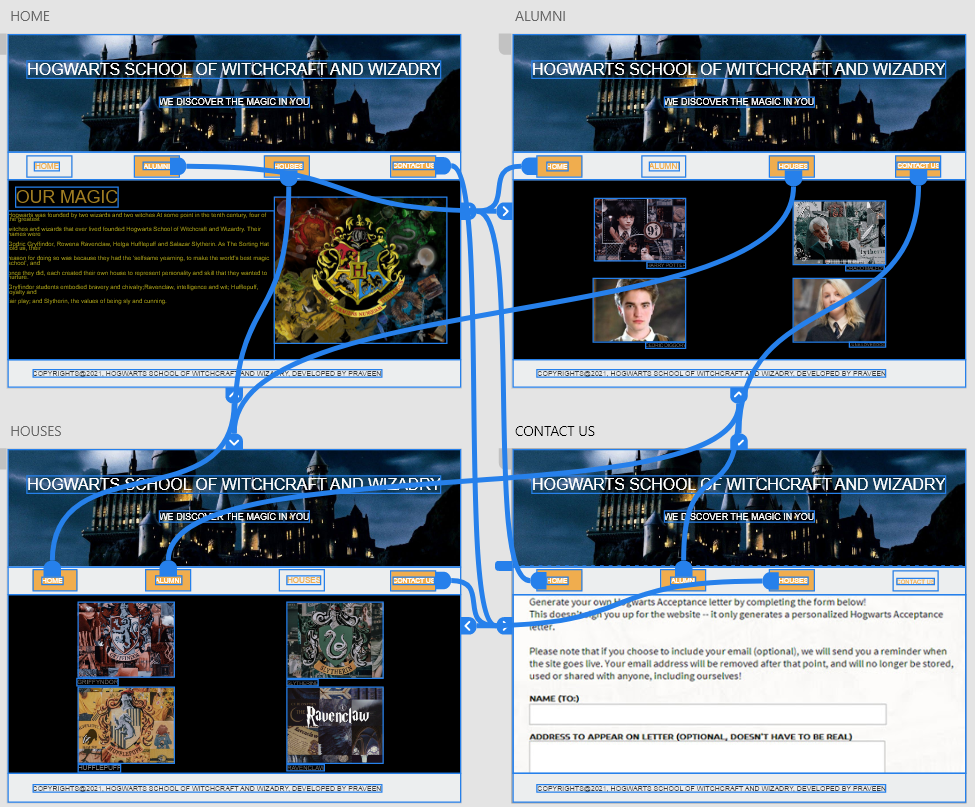 HOME
ALUMNI
HOGWARTS SCHOOL OF WITCHCRAFT AND WIZADRY
WE DISCOVER THE MAGIC IN YOU
HOME
ALUMNI
HOUSES
CONTACT US
OUR MAGIC
Hogwarts was founded by two wizards and two witches At some point in the tenth century, four of
the greatest
witches and wizards that ever lived founded Hogwarts School of Witchcraft and Wizardry. Their
names were
Godric Gryffindor, Rowena Ravenclaw, Helga Hufflepuff and Salazar Slytherin. As The Sorting Hat
told us, their
reason for doing so was because they had the 'selfsame yearning, to make the world's best magic
school', and
once they did, each created their own house to represent personality and skill that they wanted to
nurture.
Gryffindor students embodied bravery and chivalry;Ravenclaw, intelligence and wit; Hufflepuff,
loyalty and
fair play; and Slytherin, the values of being sly and cunning.
COPYRIGHTS@2021, HOGWARTS SCHOOL OF WITCHCRAFT AND WIZADRY. DEVELOPED BY PRAVEEN
HOGWARTS SCHOOL OF WITCHCRAFT AND WIZADRY
WE DISCOVER THE MAGIC IN YOU
HOME
ALUMNI
HOUSES
CONTACT US
9¾
HARRY POTTER
COPYRIGHTS@2021, HOGWARTS SCHOOL OF WITCHCRAFT AND WIZADRY. DEVELOPED BY PRAVEEN
HOUSES
CONTACT US
HOGWARTS SCHOOL OF WITCHCRAFT AND WIZADRY
WE DISCOVER THE MAGIC IN YOU
HOME
ALUMNI
HOUSES
CONTACT US
GRIFFYNDOR
HUFFLEPUFF
Ravenclaw
RAVENCLAW
COPYRIGHTS@2021, HOGWARTS SCHOOL OF WITCHCRAFT AND WIZADRY. DEVELOPED BY PRAVEEN
HOGWARTS SCHOOL OF WITCHCRAFT AND WIZADRY
WE DISCOVER THE MAGIC IN YOU
HOME
ALUMNI
HOUSES
CONTACT US
Generate your own Hogwarts Acceptance letter by completing the form below!
This doesn't sign you up for the website -- it only generates a personalized Hogwarts Acceptance
letter.
Please note that if you choose to include your email (optional), we will send you a reminder when
the site goes live. Your email address will be removed after that point, and will no longer be stored,
used or shared with anyone, including ourselves!
NAME (TO:)
ADDRESS TO APPEAR ON LETTER (OPTIONAL, DOESN'T HAVE TO BE REAL)
COPYRIGHTS@2021, HOGWARTS SCHOOL OF WITCHCRAFT AND WIZADRY. DEVELOPED BY PRAVEEN